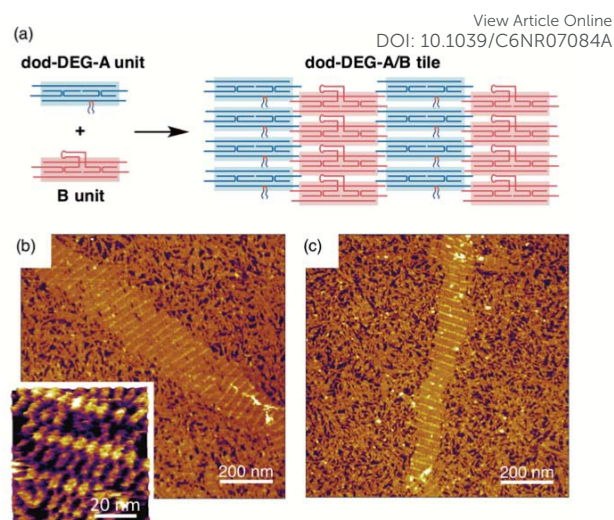 View Article Online
DOI: 10.1039/C6NR07084A
(a)
dod-DEG-A unit
dod-DEG-A/B tile
+
B unit
(b)
(c)
200 nm
200 nm
20 nm